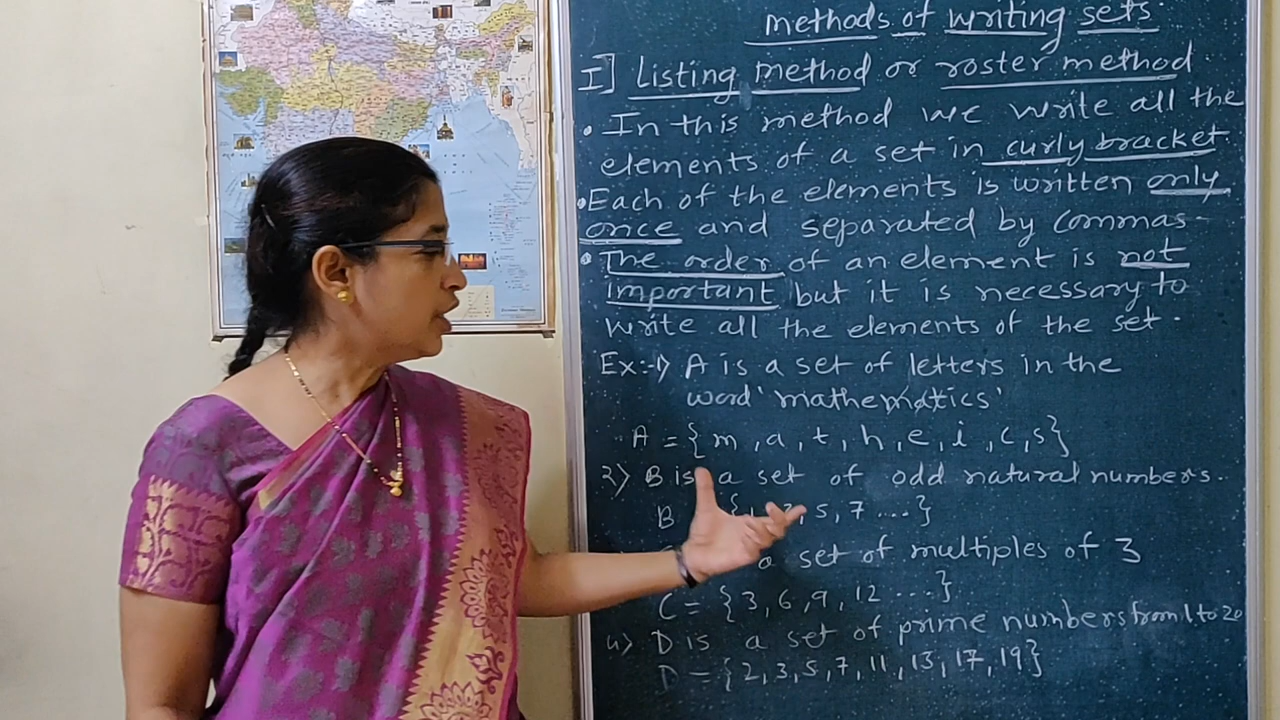 methods of writing sets
I] Listing method or roster method
• In this method we write all the
elements of a set in curly bracket
• Each of the elements is written only
once and separated by commas
• The order of an element is not
important but it is necessary to
write all the elements of the set.
Ex:-1) A is a set of letters in the
word 'mathematics'
A = {m, a, t, h, e, i, c, s}
2) B is a set of odd natural numbers.
B {1, 3, 5, 7 ....}
a set of multiples of 3
C = {3, 6, 9, 12 ....}
4) D is a set of prime numbers from 1 to 20
D = {2, 3, 5, 7, 11, 13, 17, 19}